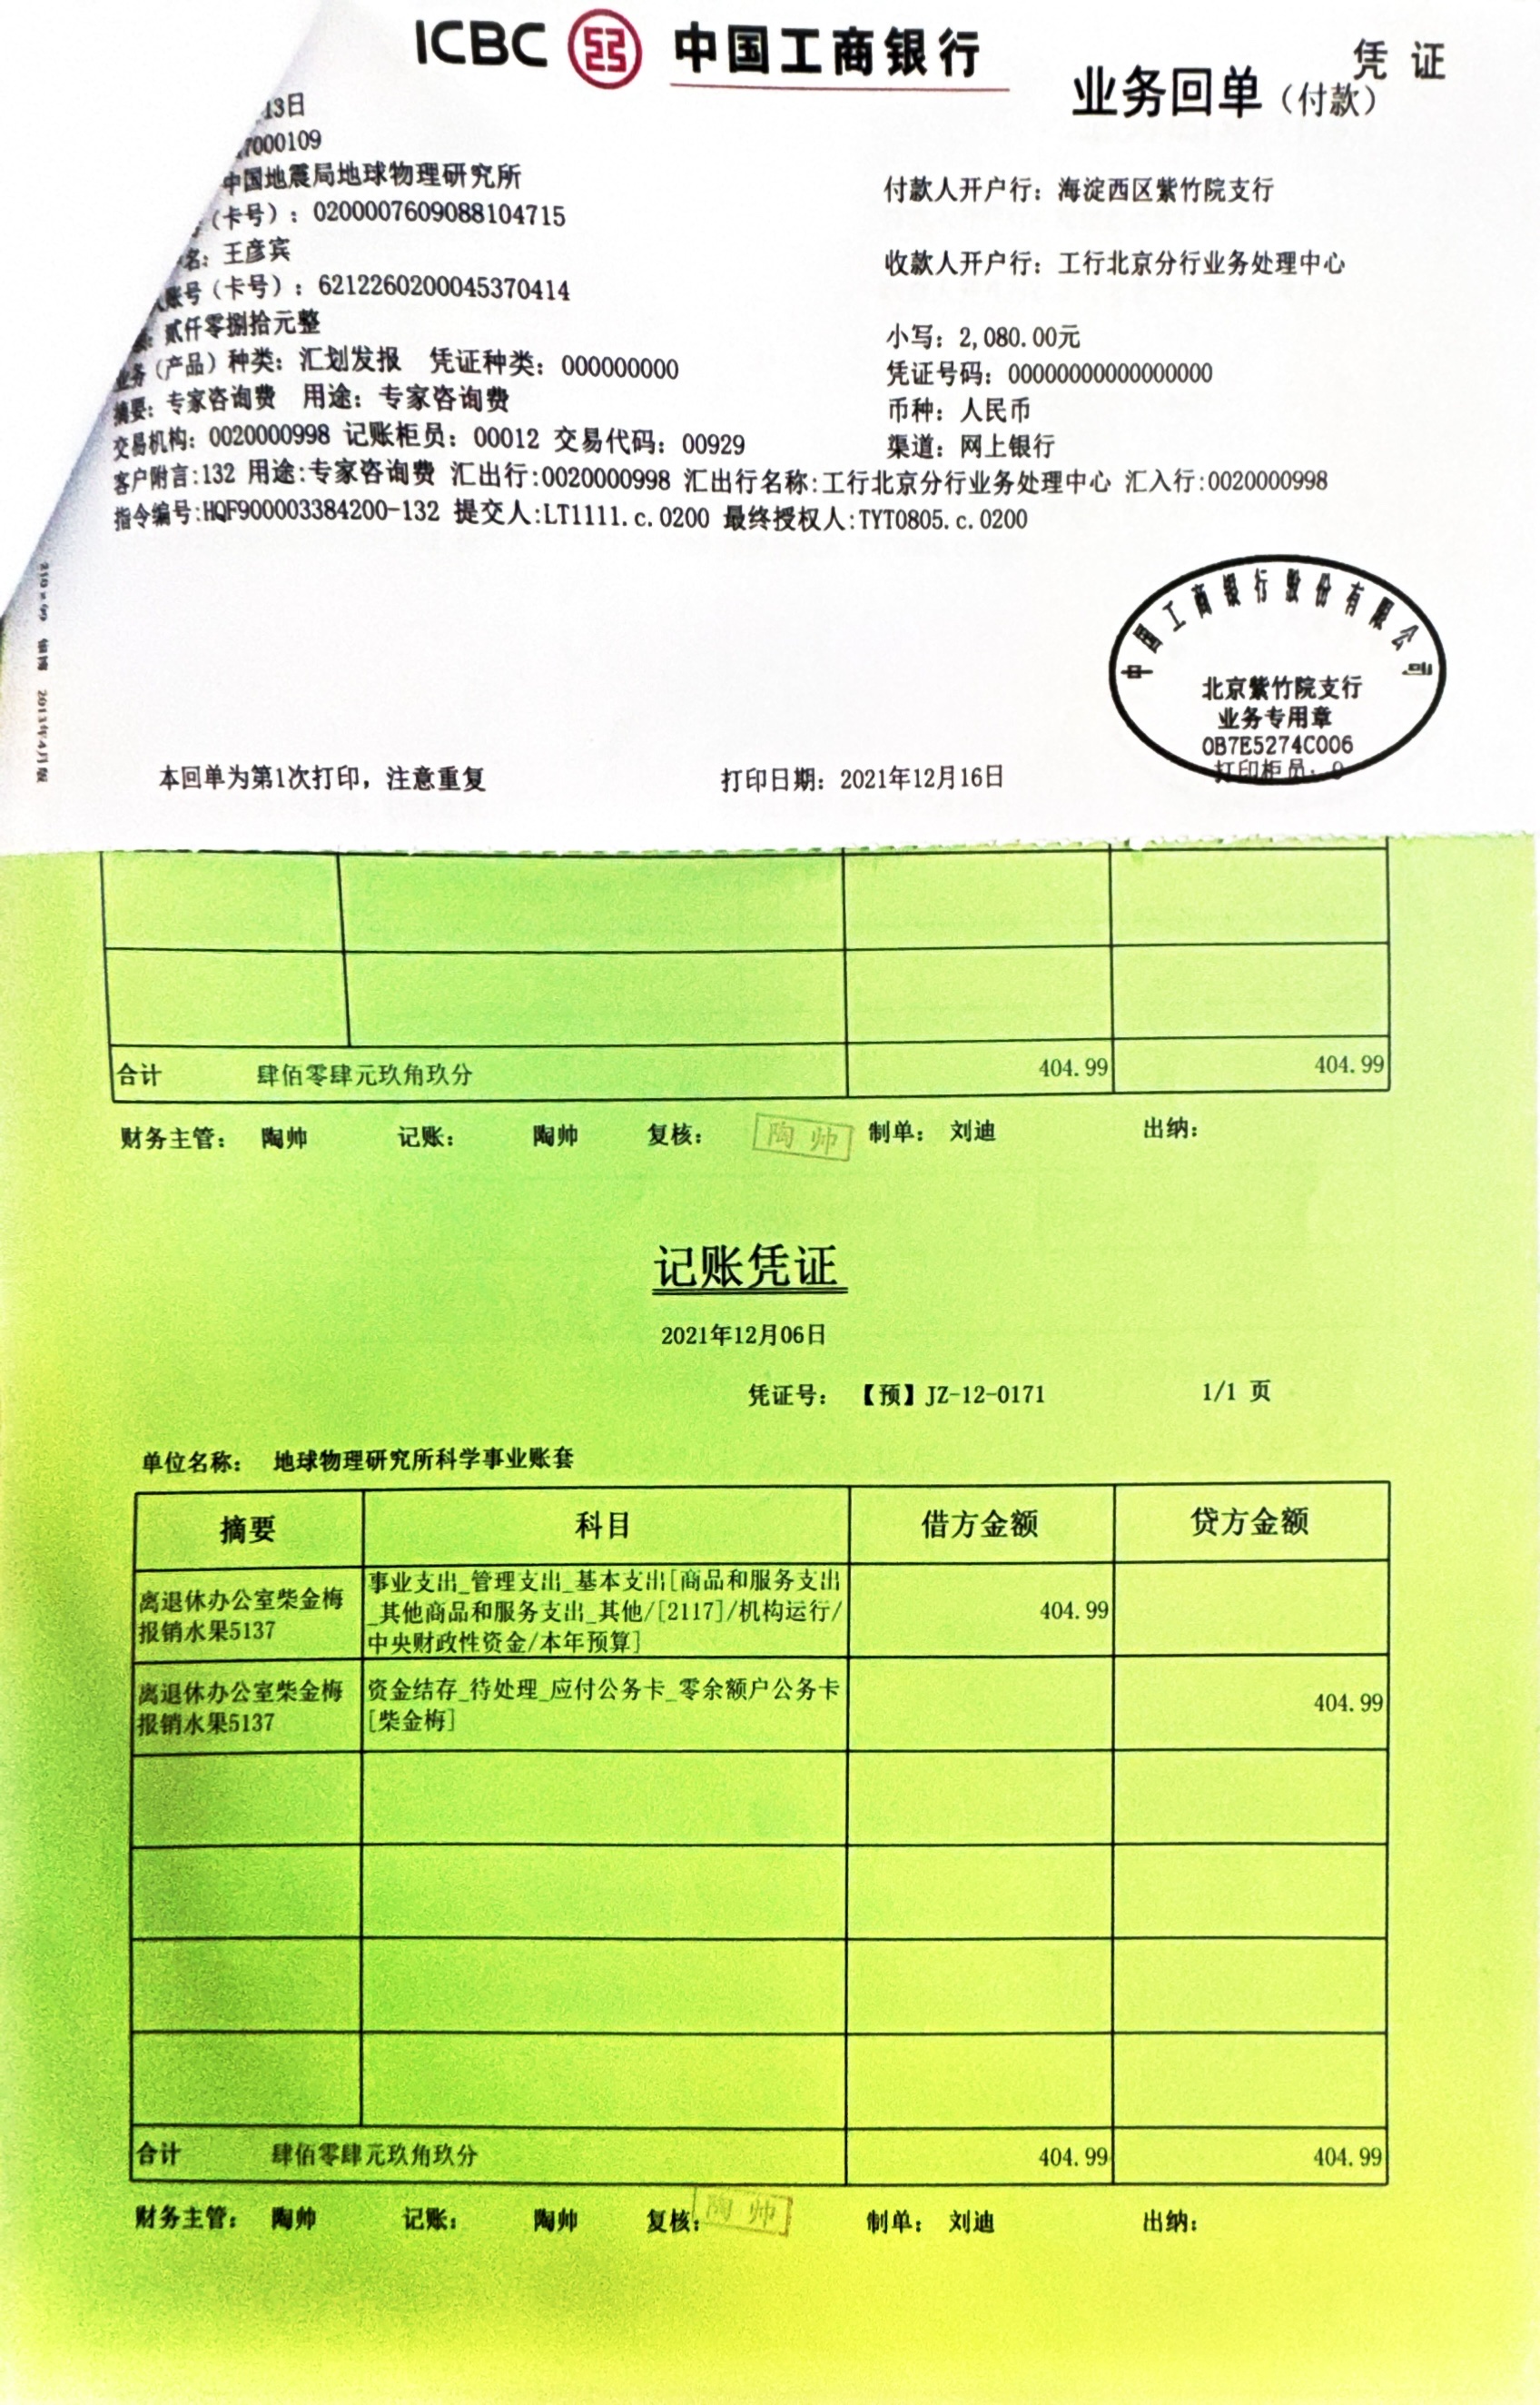 ICBC 中国工商银行
凭 证
业务回单（付款）
13日
7000109
中国地震局地球物理研究所
付款人开户行：海淀西区紫竹院支行
（卡号）：0200007609088104715
名：王彦宾
收款人开户行：工行北京分行业务处理中心
账号（卡号）：6212260200045370414
贰仟零捌拾元整
小写：2,080.00元
业务（产品）种类：汇划发报 凭证种类：000000000
凭证号码：00000000000000000
摘要：专家咨询费 用途：专家咨询费
币种：人民币
交易机构：0020000998 记账柜员：00012 交易代码：00929
渠道：网上银行
客户附言:132 用途:专家咨询费 汇出行:0020000998 汇出行名称:工行北京分行业务处理中心 汇入行:0020000998
指令编号:HQF900003384200-132 提交人:LT1111.c.0200 最终授权人:TYT0805.c.0200
中国工商银行股份有限公司
北京紫竹院支行
业务专用章
0B7E5274C006
打印柜员：9
本回单为第1次打印，注意重复
打印日期：2021年12月16日
2013年4月版
合计 肆佰零肆元玖角玖分 404.99 404.99
财务主管： 陶帅 记账： 陶帅 复核： 陶帅 制单： 刘迪 出纳：
记账凭证
2021年12月06日
凭证号： 【预】JZ-12-0171 1/1 页
单位名称： 地球物理研究所科学事业账套
摘要 科目 借方金额 贷方金额
离退休办公室柴金梅
报销水果5137
事业支出_管理支出_基本支出[商品和服务支出
_其他商品和服务支出_其他/[2117]/机构运行/
中央财政性资金/本年预算]
404.99
离退休办公室柴金梅
报销水果5137
资金结存_待处理_应付公务卡_零余额户公务卡
[柴金梅]
404.99
合计 肆佰零肆元玖角玖分 404.99 404.99
财务主管： 陶帅 记账： 陶帅 复核： 陶帅 制单： 刘迪 出纳：